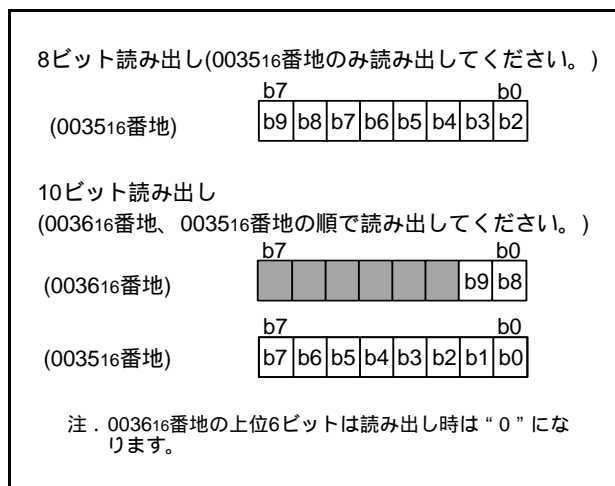 8ビット読み出し(003516番地のみ読み出してください。)
b7 b0
(003516番地) b9 b8 b7 b6 b5 b4 b3 b2
10ビット読み出し
(003616番地、003516番地の順で読み出してください。)
b7 b0
(003616番地) b9 b8
b7 b0
(003516番地) b7 b6 b5 b4 b3 b2 b1 b0
注．003616番地の上位6ビットは読み出し時は“０”にな
ります。